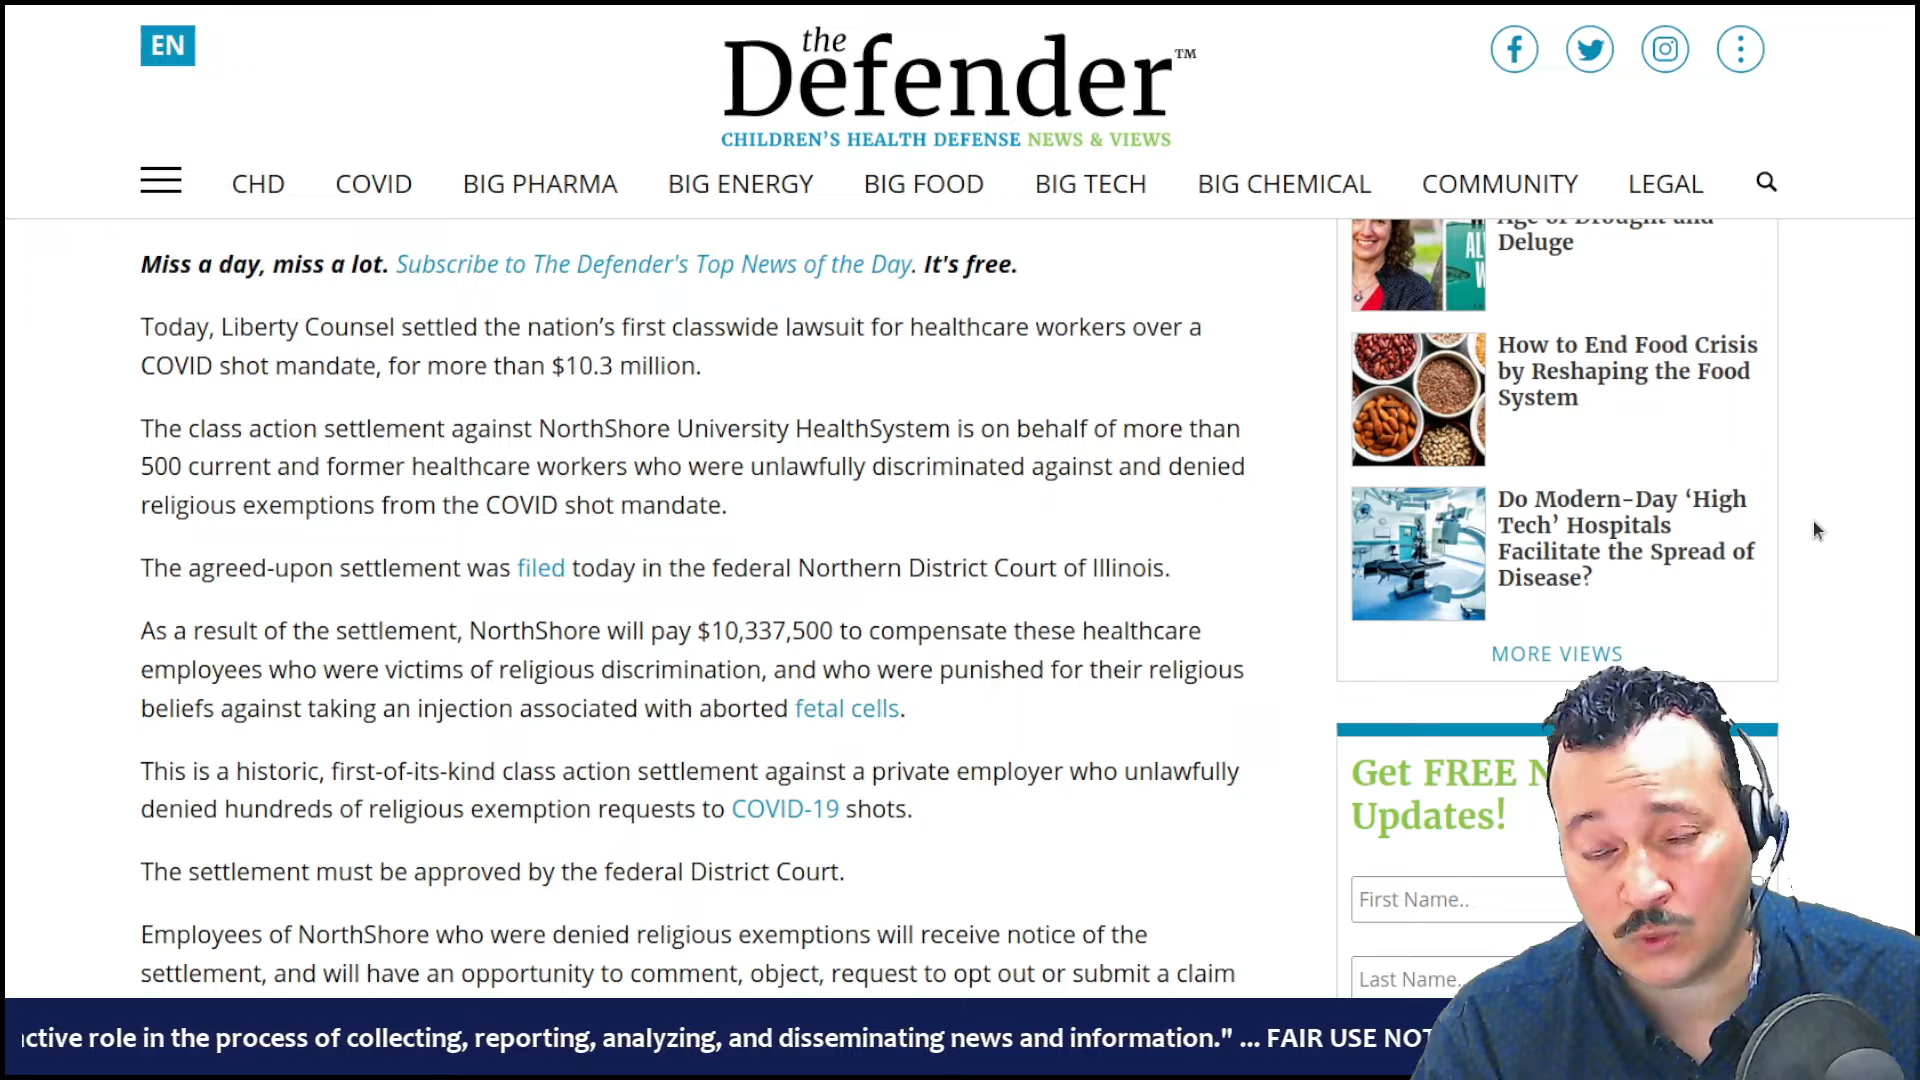 EN
the
Defender™
CHILDREN'S HEALTH DEFENSE NEWS & VIEWS
CHD COVID BIG PHARMA BIG ENERGY BIG FOOD BIG TECH BIG CHEMICAL COMMUNITY LEGAL
Miss a day, miss a lot. Subscribe to The Defender's Top News of the Day. It's free.
Today, Liberty Counsel settled the nation's first classwide lawsuit for healthcare workers over a
COVID shot mandate, for more than $10.3 million.
The class action settlement against NorthShore University HealthSystem is on behalf of more than
500 current and former healthcare workers who were unlawfully discriminated against and denied
religious exemptions from the COVID shot mandate.
The agreed-upon settlement was filed today in the federal Northern District Court of Illinois.
As a result of the settlement, NorthShore will pay $10,337,500 to compensate these healthcare
employees who were victims of religious discrimination, and who were punished for their religious
beliefs against taking an injection associated with aborted fetal cells.
This is a historic, first-of-its-kind class action settlement against a private employer who unlawfully
denied hundreds of religious exemption requests to COVID-19 shots.
The settlement must be approved by the federal District Court.
Employees of NorthShore who were denied religious exemptions will receive notice of the
settlement, and will have an opportunity to comment, object, request to opt out or submit a claim
Age of Drought and
Deluge
How to End Food Crisis
by Reshaping the Food
System
Do Modern-Day 'High
Tech' Hospitals
Facilitate the Spread of
Disease?
MORE VIEWS
Get FREE N
Updates!
First Name..
Last Name..
active role in the process of collecting, reporting, analyzing, and disseminating news and information." ... FAIR USE NOT